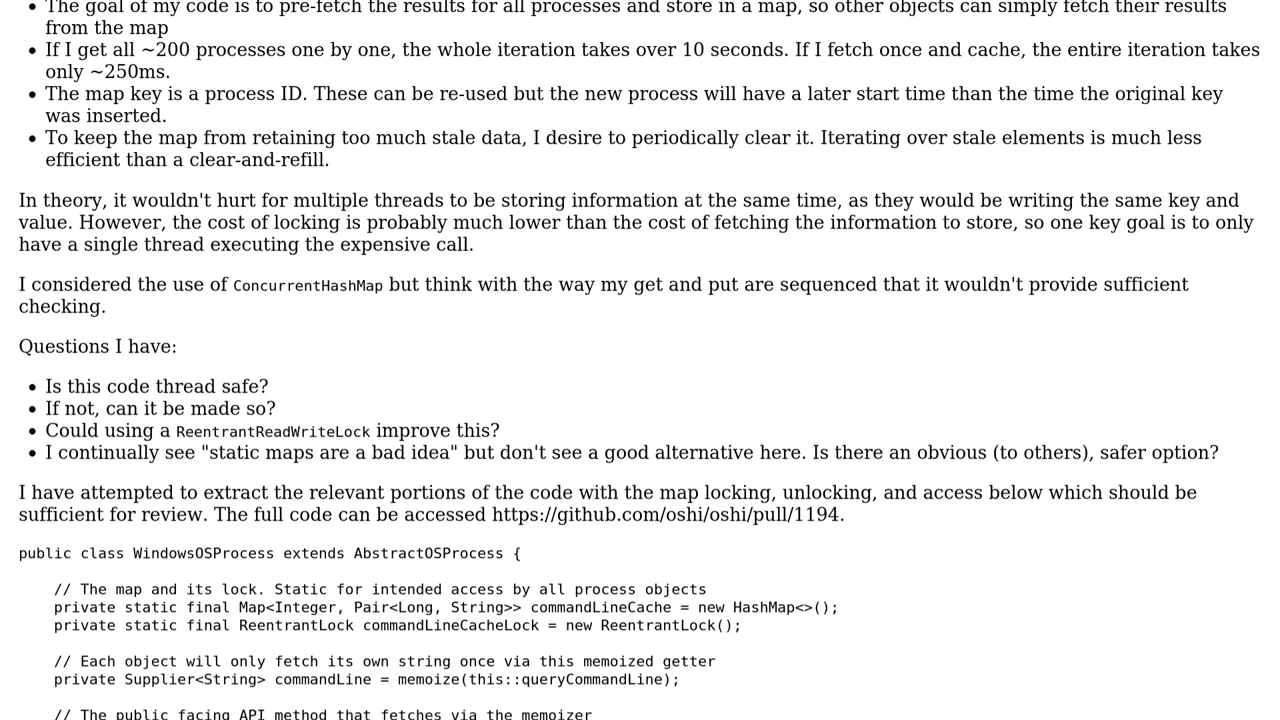 • The goal of my code is to pre-fetch the results for all processes and store in a map, so other objects can simply fetch their results
from the map
• If I get all ~200 processes one by one, the whole iteration takes over 10 seconds. If I fetch once and cache, the entire iteration takes
only ~250ms.
• The map key is a process ID. These can be re-used but the new process will have a later start time than the time the original key
was inserted.
• To keep the map from retaining too much stale data, I desire to periodically clear it. Iterating over stale elements is much less
efficient than a clear-and-refill.
In theory, it wouldn't hurt for multiple threads to be storing information at the same time, as they would be writing the same key and
value. However, the cost of locking is probably much lower than the cost of fetching the information to store, so one key goal is to only
have a single thread executing the expensive call.
I considered the use of ConcurrentHashMap but think with the way my get and put are sequenced that it wouldn't provide sufficient
checking.
Questions I have:
• Is this code thread safe?
• If not, can it be made so?
• Could using a ReentrantReadWriteLock improve this?
• I continually see "static maps are a bad idea" but don't see a good alternative here. Is there an obvious (to others), safer option?
I have attempted to extract the relevant portions of the code with the map locking, unlocking, and access below which should be
sufficient for review. The full code can be accessed https://github.com/oshi/oshi/pull/1194.
public class WindowsOSProcess extends AbstractOSProcess {
    // The map and its lock. Static for intended access by all process objects
    private static final Map<Integer, Pair<Long, String>> commandLineCache = new HashMap<>();
    private static final ReentrantLock commandLineCacheLock = new ReentrantLock();
    // Each object will only fetch its own string once via this memoized getter
    private Supplier<String> commandLine = memoize(this::queryCommandLine);
    // The public facing API method that fetches via the memoizer